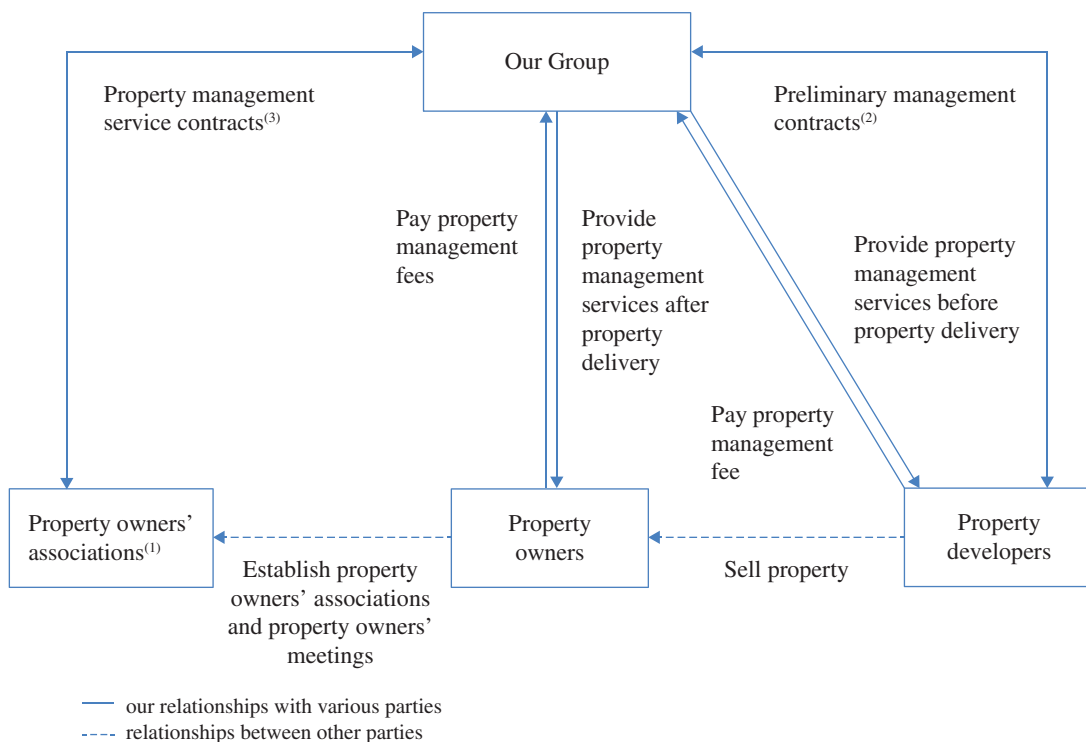 Our Group
Property management
service contracts(3)
Preliminary management
contracts(2)
Pay property
management
fees
Provide
property
management
services after
property
delivery
Provide property
management
services before
property delivery
Pay property
management
fee
Property owners’
associations(1)
Property
owners
Property
developers
Establish property
owners’ associations
and property owners’
meetings
Sell property
our relationships with various parties
relationships between other parties